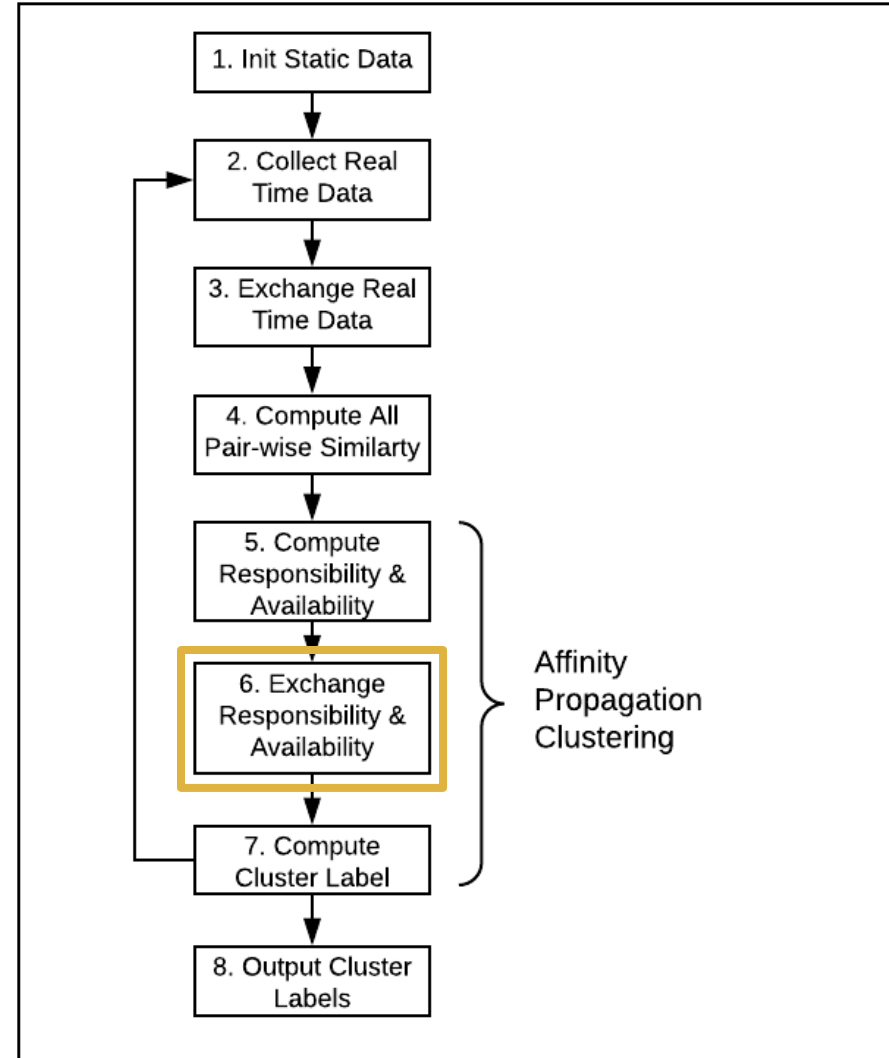 1. Init Static Data
2. Collect Real
Time Data
3. Exchange Real
Time Data
4. Compute All
Pair-wise Similarty
5. Compute
Responsibility &
Availability
6. Exchange
Responsibility &
Availability
Affinity
Propagation
Clustering
7. Compute
Cluster Label
8. Output Cluster
Labels